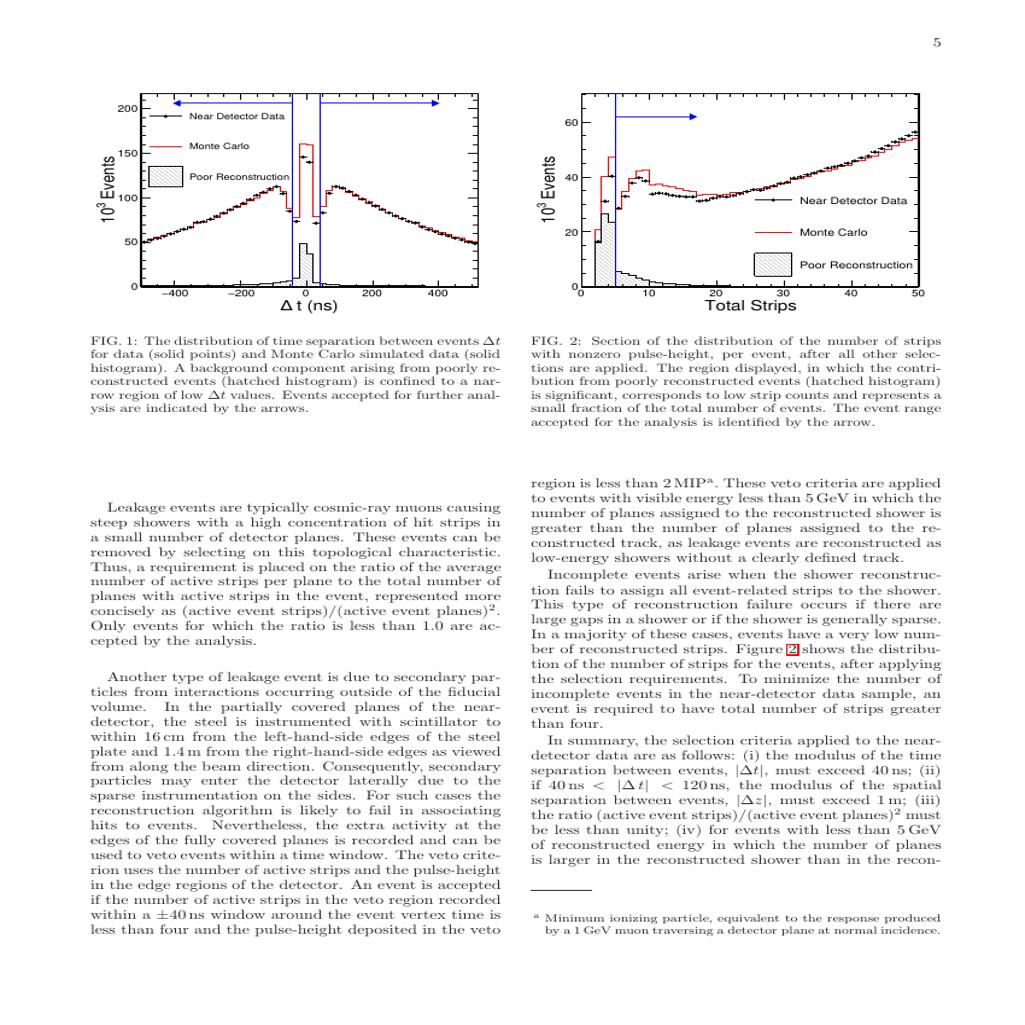 5
200
150
100
50
0
10³ Events
−400
−200
0
200
400
Δ t (ns)
Near Detector Data
Monte Carlo
Poor Reconstruction
60
40
20
0
10³ Events
0
10
20
30
40
50
Total Strips
Near Detector Data
Monte Carlo
Poor Reconstruction
FIG. 1: The distribution of time separation between events Δt
for data (solid points) and Monte Carlo simulated data (solid
histogram). A background component arising from poorly re-
constructed events (hatched histogram) is confined to a nar-
row region of low Δt values. Events accepted for further anal-
ysis are indicated by the arrows.
FIG. 2: Section of the distribution of the number of strips
with nonzero pulse-height, per event, after all other selec-
tions are applied. The region displayed, in which the contri-
bution from poorly reconstructed events (hatched histogram)
is significant, corresponds to low strip counts and represents a
small fraction of the total number of events. The event range
accepted for the analysis is identified by the arrow.
Leakage events are typically cosmic-ray muons causing
steep showers with a high concentration of hit strips in
a small number of detector planes. These events can be
removed by selecting on this topological characteristic.
Thus, a requirement is placed on the ratio of the average
number of active strips per plane to the total number of
planes with active strips in the event, represented more
concisely as (active event strips)/(active event planes)².
Only events for which the ratio is less than 1.0 are ac-
cepted by the analysis.
Another type of leakage event is due to secondary par-
ticles from interactions occurring outside of the fiducial
volume. In the partially covered planes of the near-
detector, the steel is instrumented with scintillator to
within 16 cm from the left-hand-side edges of the steel
plate and 1.4 m from the right-hand-side edges as viewed
from along the beam direction. Consequently, secondary
particles may enter the detector laterally due to the
sparse instrumentation on the sides. For such cases the
reconstruction algorithm is likely to fail in associating
hits to events. Nevertheless, the extra activity at the
edges of the fully covered planes is recorded and can be
used to veto events within a time window. The veto crite-
rion uses the number of active strips and the pulse-height
in the edge regions of the detector. An event is accepted
if the number of active strips in the veto region recorded
within a ±40 ns window around the event vertex time is
less than four and the pulse-height deposited in the veto
region is less than 2 MIPᵃ. These veto criteria are applied
to events with visible energy less than 5 GeV in which the
number of planes assigned to the reconstructed shower is
greater than the number of planes assigned to the re-
constructed track, as leakage events are reconstructed as
low-energy showers without a clearly defined track.
Incomplete events arise when the shower reconstruc-
tion fails to assign all event-related strips to the shower.
This type of reconstruction failure occurs if there are
large gaps in a shower or if the shower is generally sparse.
In a majority of these cases, events have a very low num-
ber of reconstructed strips. Figure 2 shows the distribu-
tion of the number of strips for the events, after applying
the selection requirements. To minimize the number of
incomplete events in the near-detector data sample, an
event is required to have total number of strips greater
than four.
In summary, the selection criteria applied to the near-
detector data are as follows: (i) the modulus of the time
separation between events, |Δt|, must exceed 40 ns; (ii)
if 40 ns < |Δ t| < 120 ns, the modulus of the spatial
separation between events, |Δz|, must exceed 1 m; (iii)
the ratio (active event strips)/(active event planes)² must
be less than unity; (iv) for events with less than 5 GeV
of reconstructed energy in which the number of planes
is larger in the reconstructed shower than in the recon-
ᵃ Minimum ionizing particle, equivalent to the response produced
by a 1 GeV muon traversing a detector plane at normal incidence.